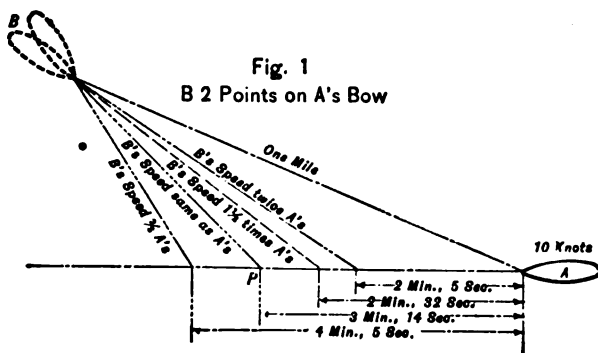 B
Fig. 1
B 2 Points on A's Bow
One Mile
B's Speed twice A's
B's Speed 1½ times A's
B's Speed same as A's
B's Speed ⅔ A's
10 Knots
A
P
2 Min., 5 Sec.
2 Min., 32 Sec.
3 Min., 14 Sec.
4 Min., 5 Sec.